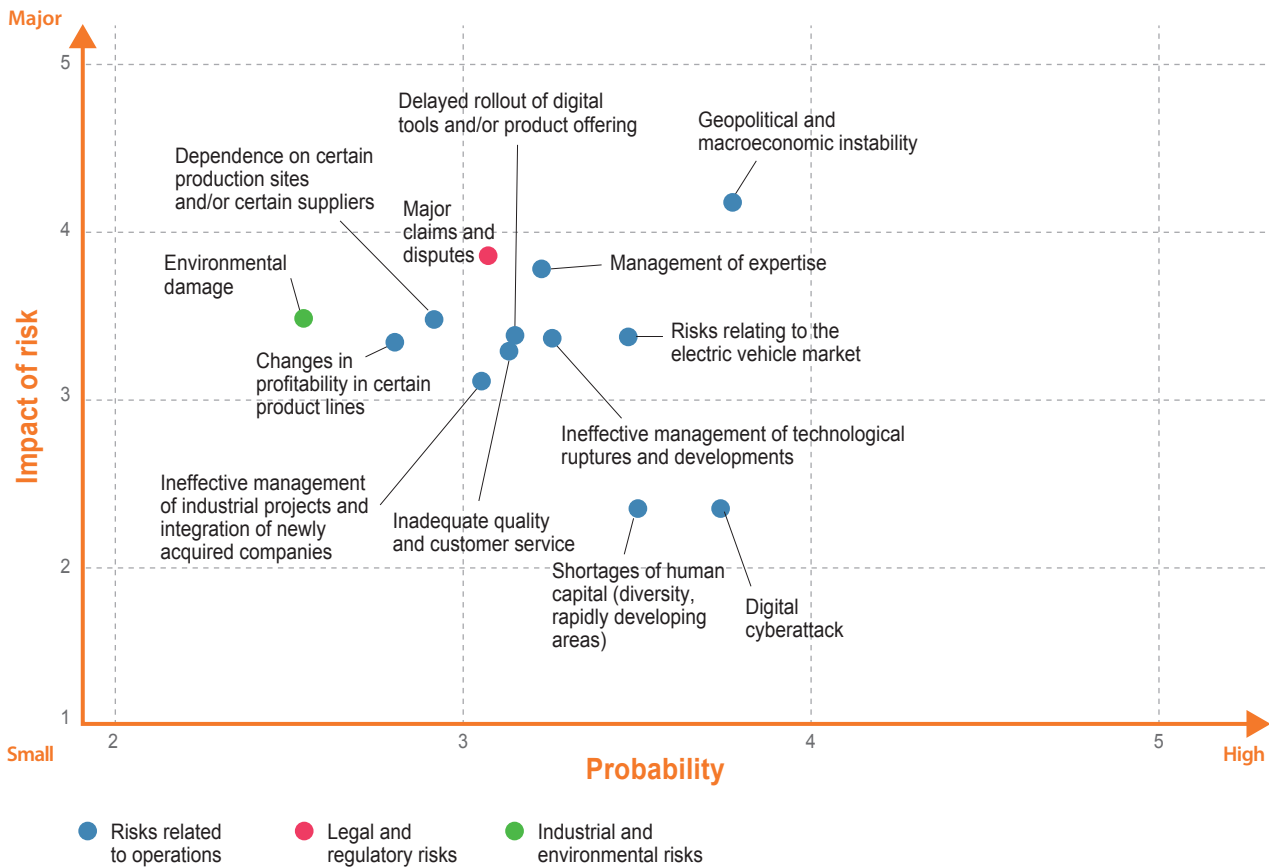 Major
5
Delayed rollout of digital
tools and/or product offering
Geopolitical and
macroeconomic instability
Dependence on certain
production sites
and/or certain suppliers
Major
claims and
disputes
4
Environmental
damage
Management of expertise
Risks relating to the
electric vehicle market
Changes in
profitability in certain
product lines
3
Impact of risk
Ineffective management of technological
ruptures and developments
Ineffective management
of industrial projects and
integration of newly
acquired companies
Inadequate quality
and customer service
2
Shortages of human
capital (diversity,
rapidly developing
areas)
Digital
cyberattack
1
2
3
4
5
Small
Probability
High
Risks related
to operations
Legal and
regulatory risks
Industrial and
environmental risks